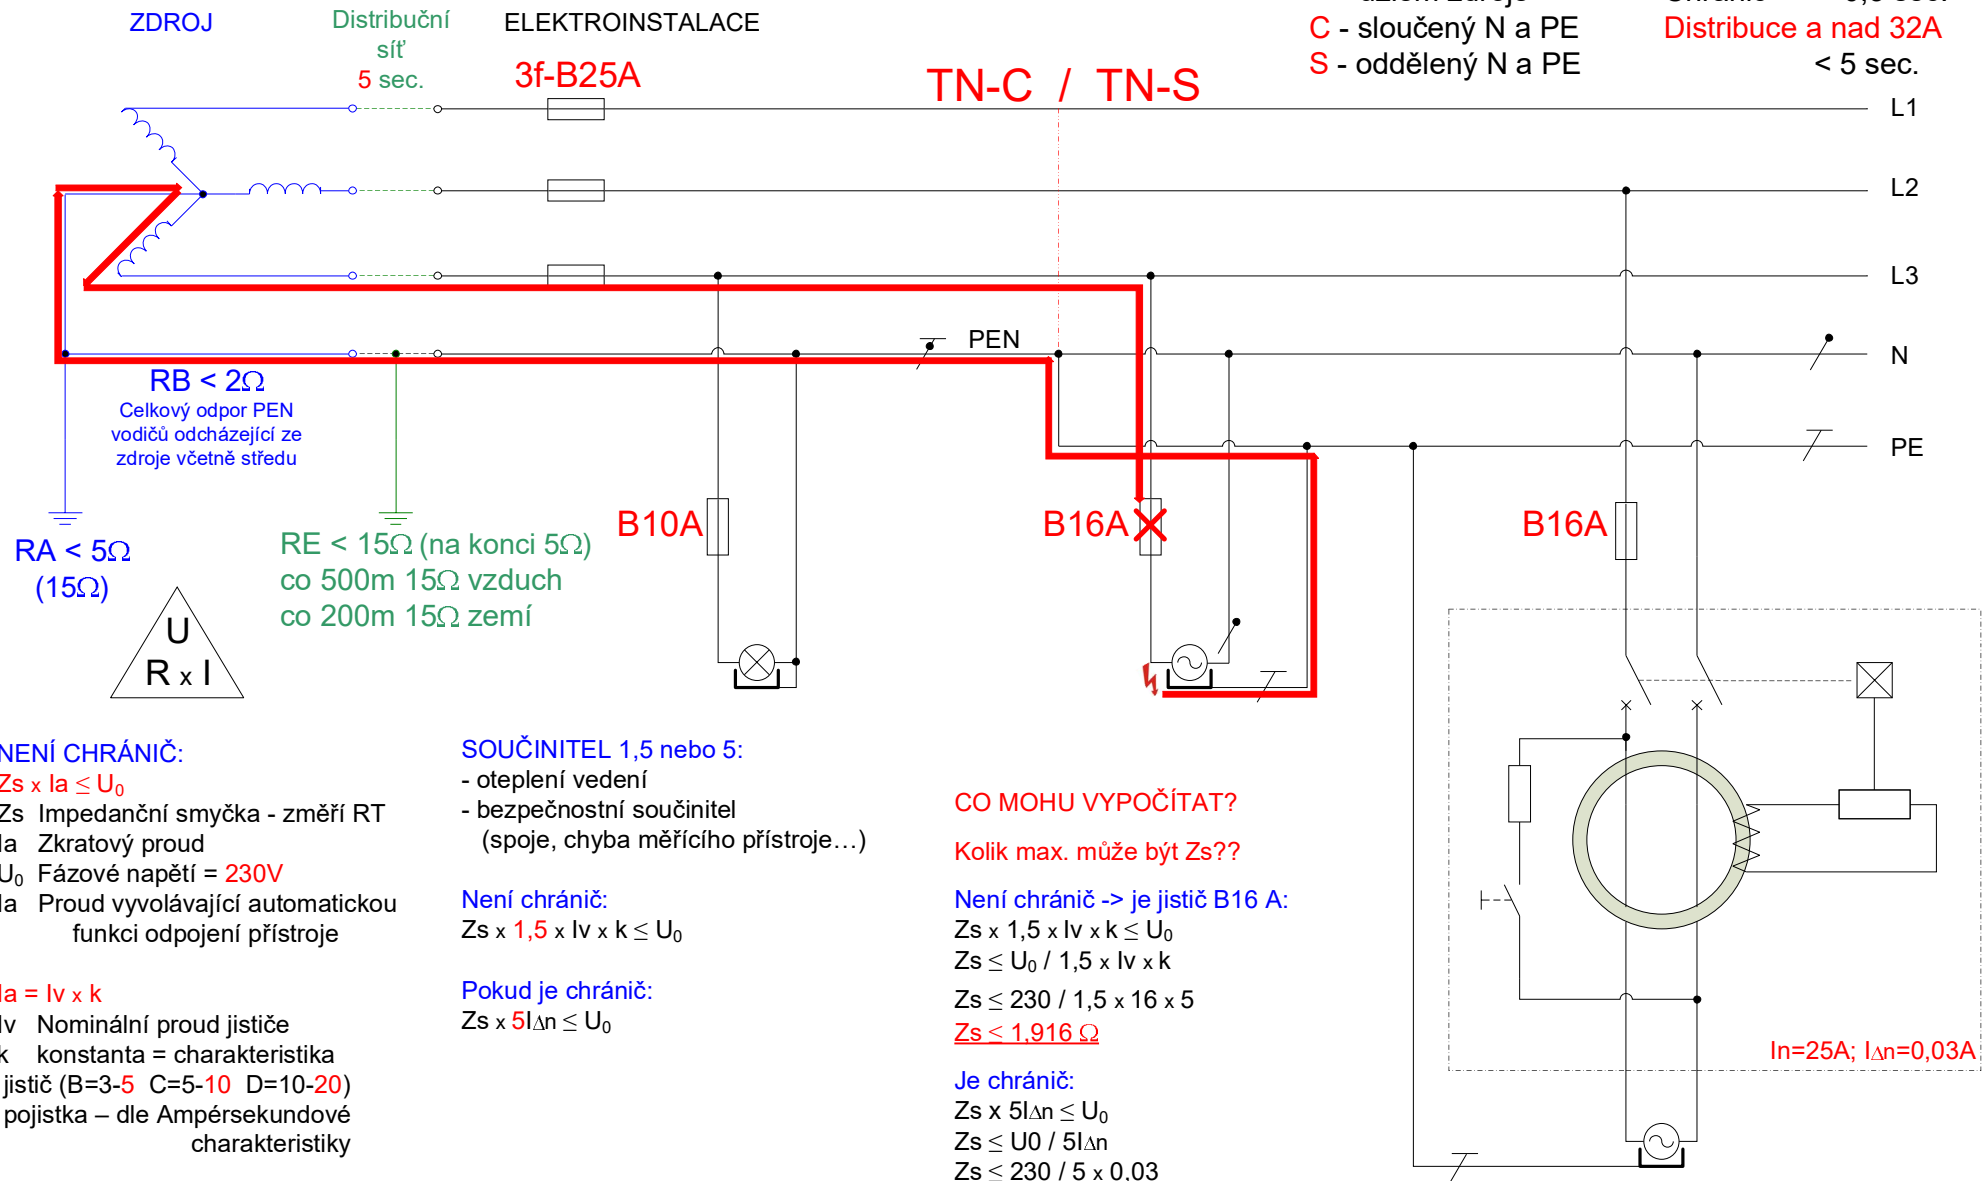 ZDROJ
Distribuční
síť
5 sec.
ELEKTROINSTALACE
3f-B25A
TN-C / TN-S
C - sloučený N a PE
S - oddělený N a PE
Distribuce a nad 32A
< 5 sec.
L1
L2
L3
PEN
N
PE
RB < 2Ω
Celkový odpor PEN
vodičů odcházející ze
zdroje včetně středu
RA < 5Ω
(15Ω)
RE < 15Ω (na konci 5Ω)
co 500m 15Ω vzduch
co 200m 15Ω zemí
B10A
B16A
B16A
U
R x I
NENÍ CHRÁNIČ:
Zs x Ia ≤ U₀
Zs Impedanční smyčka - změří RT
Ia Zkratový proud
U₀ Fázové napětí = 230V
Ia Proud vyvolávající automatickou
funkci odpojení přístroje
Ia = Iv x k
Iv Nominální proud jističe
k konstanta = charakteristika
jistič (B=3-5 C=5-10 D=10-20)
pojistka – dle Ampérsekundové
charakteristiky
SOUČINITEL 1,5 nebo 5:
- oteplení vedení
- bezpečnostní součinitel
(spoje, chyba měřícího přístroje…)
Není chránič:
Zs x 1,5 x Iv x k ≤ U₀
Pokud je chránič:
Zs x 5I∆n ≤ U₀
CO MOHU VYPOČÍTAT?
Kolik max. může být Zs??
Není chránič -> je jistič B16 A:
Zs x 1,5 x Iv x k ≤ U₀
Zs ≤ U₀ / 1,5 x Iv x k
Zs ≤ 230 / 1,5 x 16 x 5
Zs ≤ 1,916 Ω
Je chránič:
Zs x 5I∆n ≤ U₀
Zs ≤ U0 / 5I∆n
Zs ≤ 230 / 5 x 0,03
In=25A; I∆n=0,03A